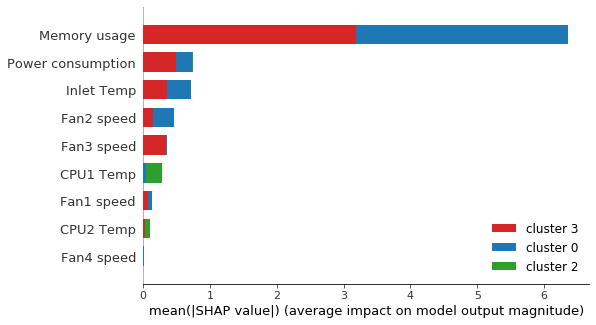 Memory usage
Power consumption
Inlet Temp
Fan2 speed
Fan3 speed
CPU1 Temp
Fan1 speed
CPU2 Temp
Fan4 speed
cluster 3
cluster 0
cluster 2
0 1 2 3 4 5 6
mean(|SHAP value|) (average impact on model output magnitude)